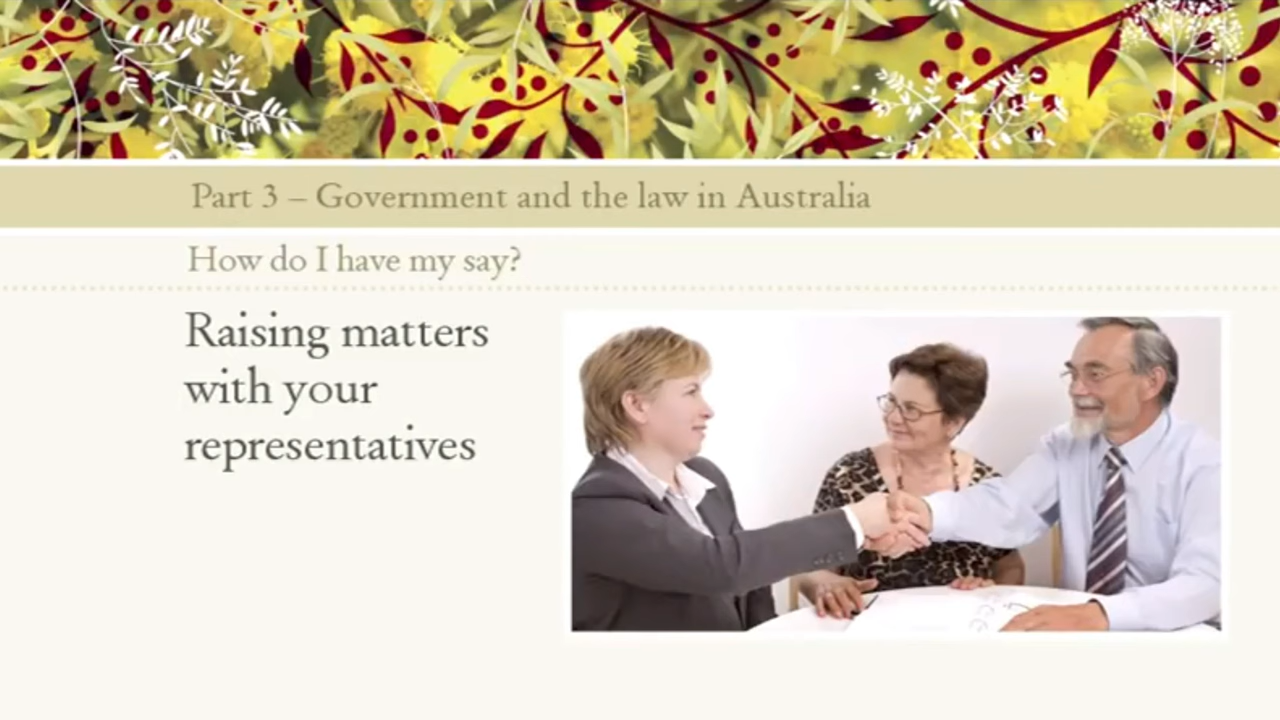 Part 3 – Government and the law in Australia
How do I have my say?
Raising matters
with your
representatives